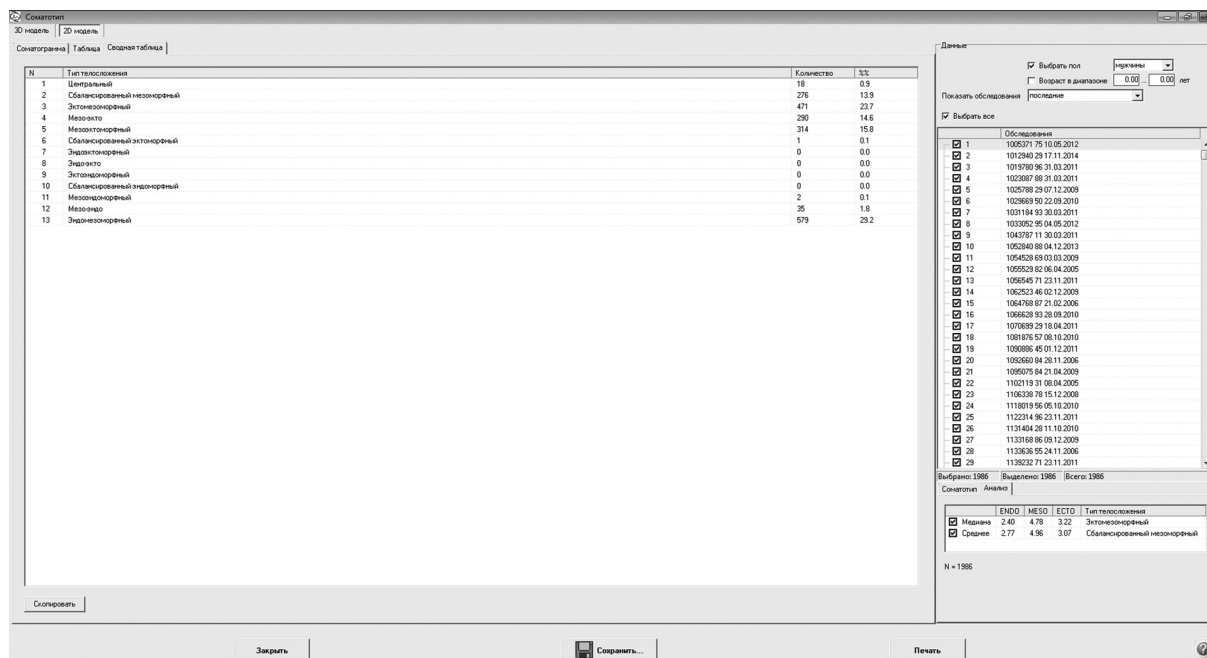 Соматотип
3D модель 2D модель
Соматограмма Таблица Сводная таблица
N Тип телосложения Количество %%
1 Центральный 18 0.9
2 Сбалансированный мезоморфный 276 13.9
3 Эктомезоморфный 471 23.7
4 Мезо-экто 290 14.6
5 Мезоэктоморфный 314 15.8
6 Сбалансированный эктоморфный 1 0.1
7 Эндоэктоморфный 0 0.0
8 Эндо-экто 0 0.0
9 Эктоэндоморфный 0 0.0
10 Сбалансированный эндоморфный 0 0.0
11 Мезоэндоморфный 2 0.1
12 Мезо-эндо 35 1.8
13 Эндомезоморфный 579 29.2
Скопировать
Данные
Выбрать пол мужчины
Возраст в диапазоне 0.00 ... 0.00 лет
Показать обследования последние
Выбрать все
Обследования
1 1005371 75 10.05.2012
2 1012940 29 17.11.2014
3 1019780 96 31.03.2011
4 1023087 88 31.03.2011
5 1025788 29 07.12.2009
6 1029669 50 22.09.2010
7 1031184 93 30.03.2011
8 1033052 95 04.05.2012
9 1043787 11 30.03.2011
10 1052840 88 04.12.2013
11 1054528 69 03.03.2009
12 1055529 82 06.04.2005
13 1056545 71 23.11.2011
14 1062523 46 02.12.2009
15 1064768 87 21.02.2006
16 1066628 93 28.09.2010
17 1070699 29 18.04.2011
18 1081876 57 08.10.2010
19 1090886 45 01.12.2011
20 1092660 84 28.11.2006
21 1095075 84 21.04.2009
22 1102119 31 08.04.2005
23 1106338 78 15.12.2008
24 1118019 56 05.10.2010
25 1122314 96 23.11.2011
26 1131404 28 11.10.2010
27 1133168 86 09.12.2009
28 1133636 55 24.11.2006
29 1139232 71 23.11.2011
Выбрано: 1986 Выделено: 1986 Всего: 1986
Соматотип Анализ
ENDO MESO ECTO Тип телосложения
Медиана 2.40 4.78 3.22 Эктомезоморфный
Среднее 2.77 4.96 3.07 Сбалансированный мезоморфный
N = 1986
Закрыть Сохранить... Печать